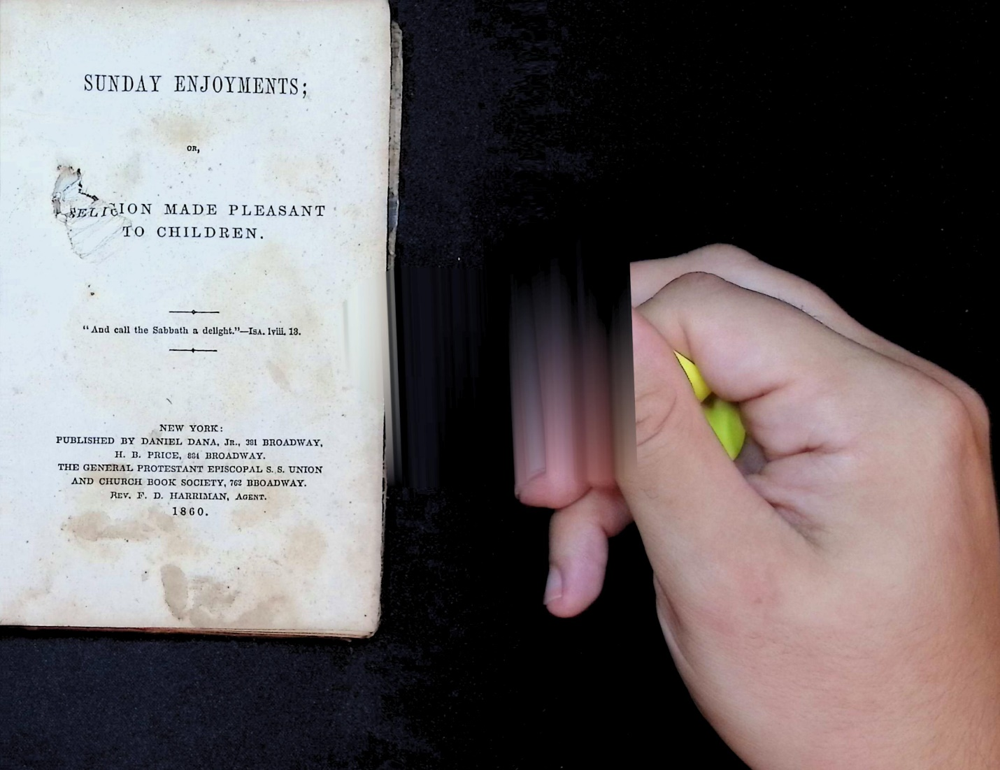 SUNDAY ENJOYMENTS;
OR,
RELIGION MADE PLEASANT
TO CHILDREN.
"And call the Sabbath a delight."—Isa. lviii. 13.
NEW YORK:
PUBLISHED BY DANIEL DANA, Jr., 381 BROADWAY,
H. B. PRICE, 884 BROADWAY.
THE GENERAL PROTESTANT EPISCOPAL S. S. UNION
AND CHURCH BOOK SOCIETY, 762 BROADWAY.
Rev. F. D. HARRIMAN, Agent.
1860.